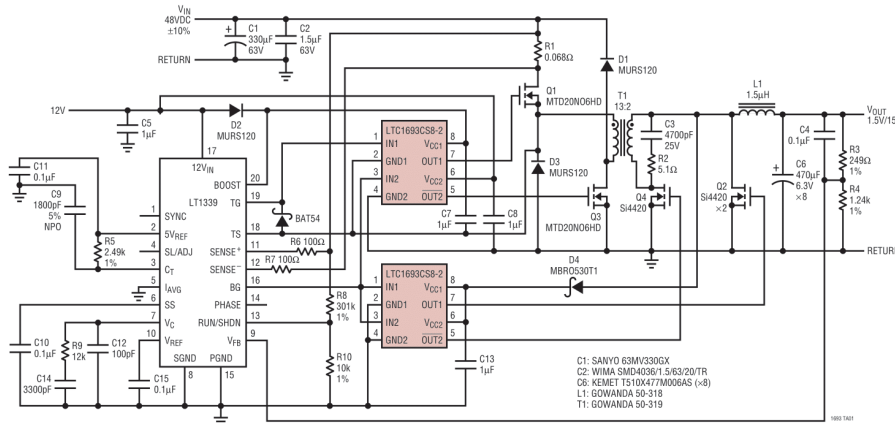 VIN
48VDC
±10%
RETURN
C1
330µF
63V
C2
1.5µF
63V
R1
0.068Ω
D1
MURS120
Q1
MTD20NO6HD
T1
13:2
L1
1.5µH
VOUT
1.5V/15
12V
C5
1µF
D2
MURS120
LTC1693CS8-2
1 IN1 VCC1 8
2 GND1 OUT1 7
3 IN2 VCC2 6
4 GND2 OUT2 5
D3
MURS120
C3
4700pF
25V
R2
5.1Ω
C4
0.1µF
C6
470µF
6.3V
×8
R3
249Ω
1%
R4
1.24k
1%
C11
0.1µF
C9
1800pF
5%
NPO
R5
2.49k
1%
17
12VIN
LT1339
BOOST 20
TG 19
TS 18
SENSE+ 11
SENSE– 12
BG 16
PHASE 14
RUN/SHDN 13
VFB 9
1 SYNC
2 5VREF
4 SL/ADJ
3 CT
5 IAVG
6 SS
7 VC
10 VREF
SGND
8
PGND
15
BAT54
R6 100Ω
R7 100Ω
C7
1µF
C8
1µF
Q3
MTD20NO6HD
Q4
Si4420
Q2
Si4420
×2
RETURN
D4
MBRO530T1
LTC1693CS8-2
1 IN1 VCC1 8
2 GND1 OUT1 7
3 IN2 VCC2 6
4 GND2 OUT2 5
R8
301k
1%
R10
10k
1%
C13
1µF
C10
0.1µF
R9
12k
C12
100pF
C14
3300pF
C15
0.1µF
C1: SANYO 63MV330GX
C2: WIMA SMD4036/1.5/63/20/TR
C6: KEMET T510X477M006AS (×8)
L1: GOWANDA 50-318
T1: GOWANDA 50-319
1693 TA01